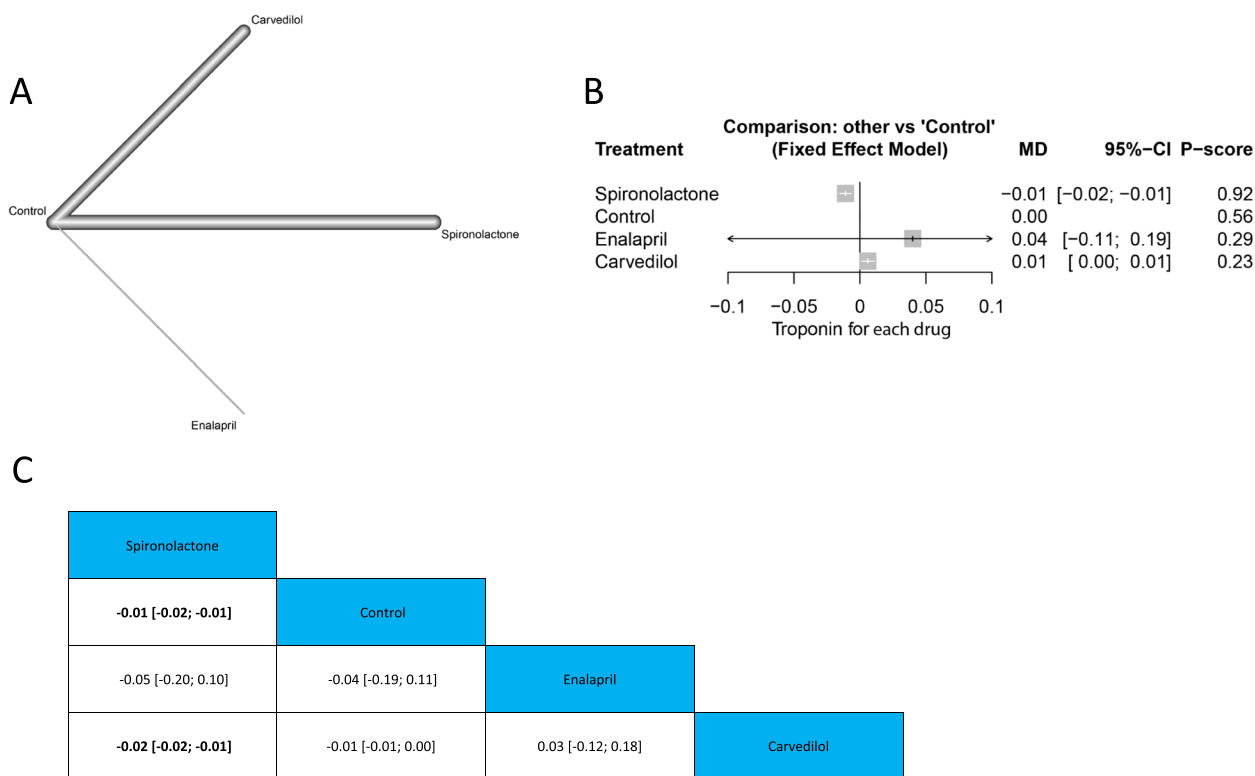 A
Carvedilol
Control
Spironolactone
Enalapril
B
Comparison: other vs 'Control'
Treatment (Fixed Effect Model) MD 95%−CI P−score
Spironolactone −0.01 [−0.02; −0.01] 0.92
Control 0.00 0.56
Enalapril 0.04 [−0.11; 0.19] 0.29
Carvedilol 0.01 [ 0.00; 0.01] 0.23
−0.1 −0.05 0 0.05 0.1
Troponin for each drug
C
Spironolactone
-0.01 [-0.02; -0.01] Control
-0.05 [-0.20; 0.10] -0.04 [-0.19; 0.11] Enalapril
-0.02 [-0.02; -0.01] -0.01 [-0.01; 0.00] 0.03 [-0.12; 0.18] Carvedilol